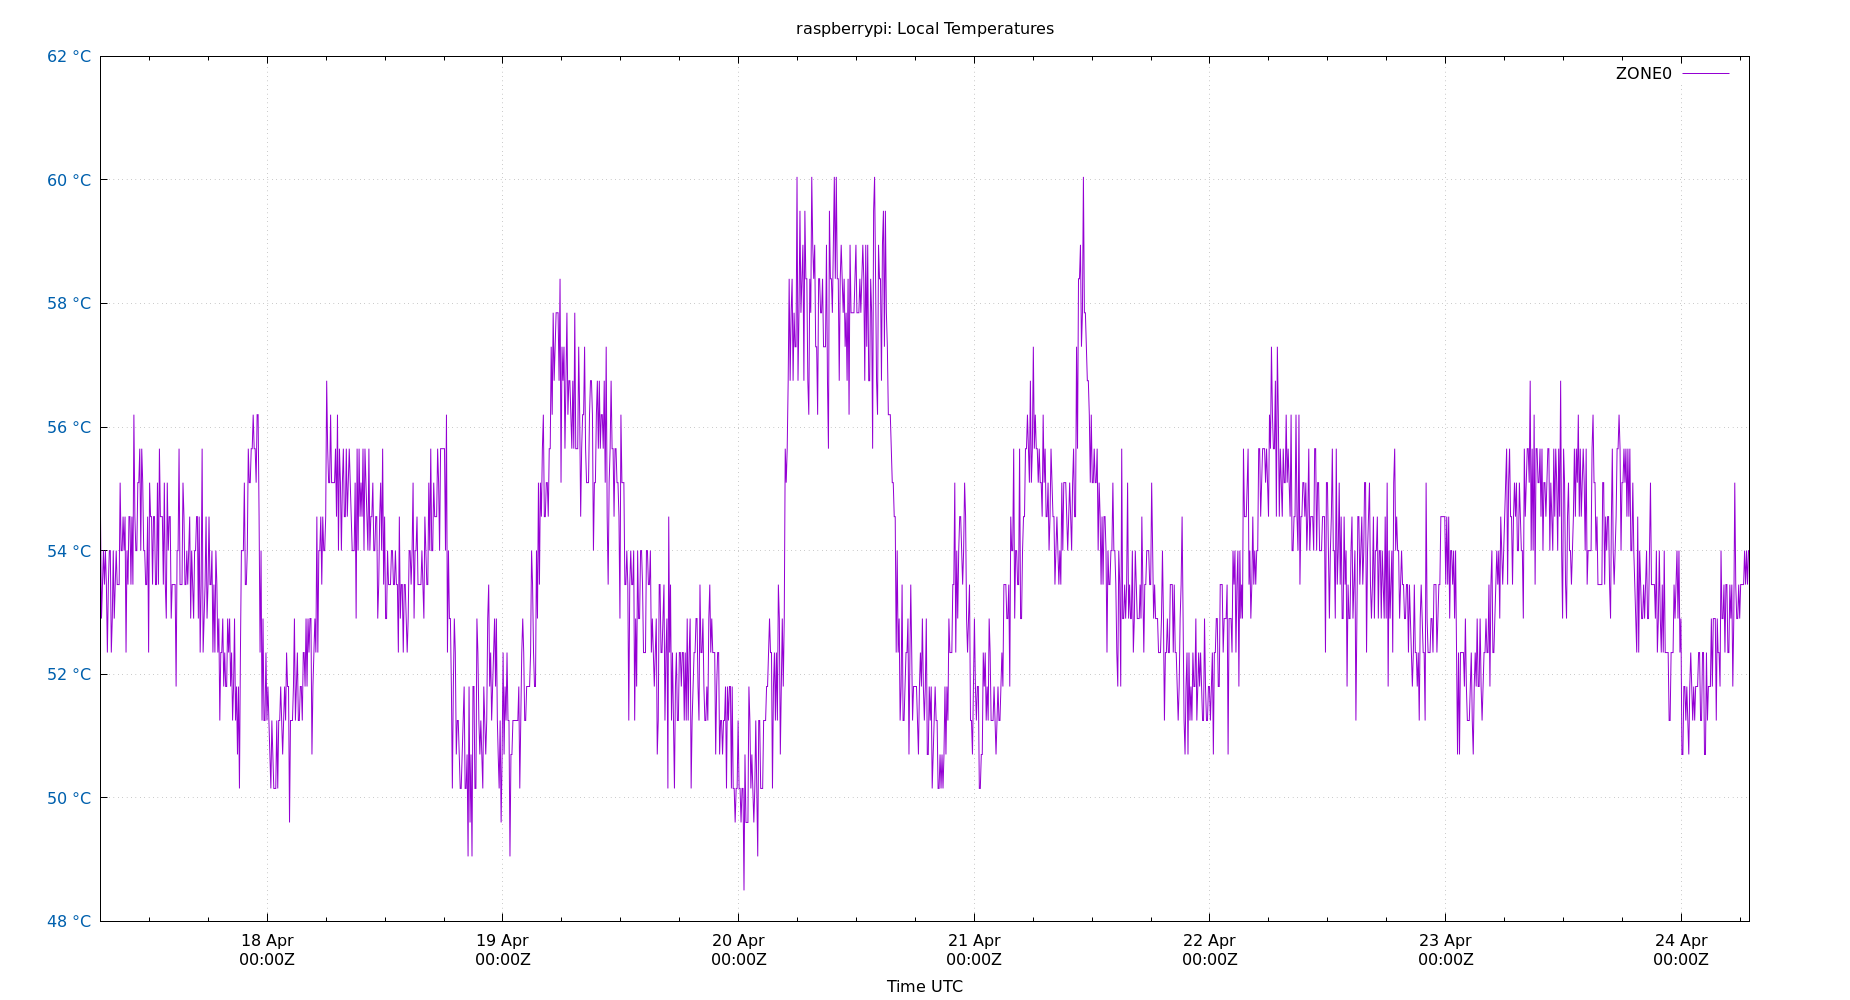 raspberrypi: Local Temperatures
62 °C
ZONE0
60 °C
58 °C
56 °C
54 °C
52 °C
50 °C
48 °C
18 Apr 19 Apr 20 Apr 21 Apr 22 Apr 23 Apr 24 Apr
00:00Z 00:00Z 00:00Z 00:00Z 00:00Z 00:00Z 00:00Z
Time UTC